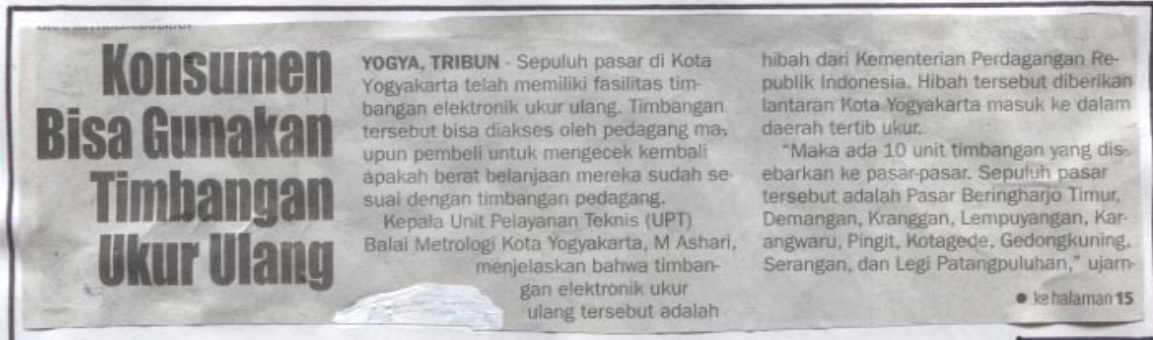 Konsumen
Bisa Gunakan
Timbangan
Ukur Ulang
YOGYA, TRIBUN - Sepuluh pasar di Kota
Yogyakarta telah memiliki fasilitas tim-
bangan elektronik ukur ulang. Timbangan
tersebut bisa diakses oleh pedagang ma-
upun pembeli untuk mengecek kembali
apakah berat belanjaan mereka sudah se-
suai dengan timbangan pedagang.
Kepala Unit Pelayanan Teknis (UPT)
Balai Metrologi Kota Yogyakarta, M Ashari,
menjelaskan bahwa timban-
gan elektronik ukur
ulang tersebut adalah
hibah dari Kementerian Perdagangan Re-
publik Indonesia. Hibah tersebut diberikan
lantaran Kota Yogyakarta masuk ke dalam
daerah tertib ukur.
"Maka ada 10 unit timbangan yang dis-
ebarkan ke pasar-pasar. Sepuluh pasar
tersebut adalah Pasar Beringharjo Timur,
Demangan, Kranggan, Lempuyangan, Kar-
angwaru, Pingit, Kotagede, Gedongkuning,
Serangan, dan Legi Patangpuluhan," ujarn-
● ke halaman 15